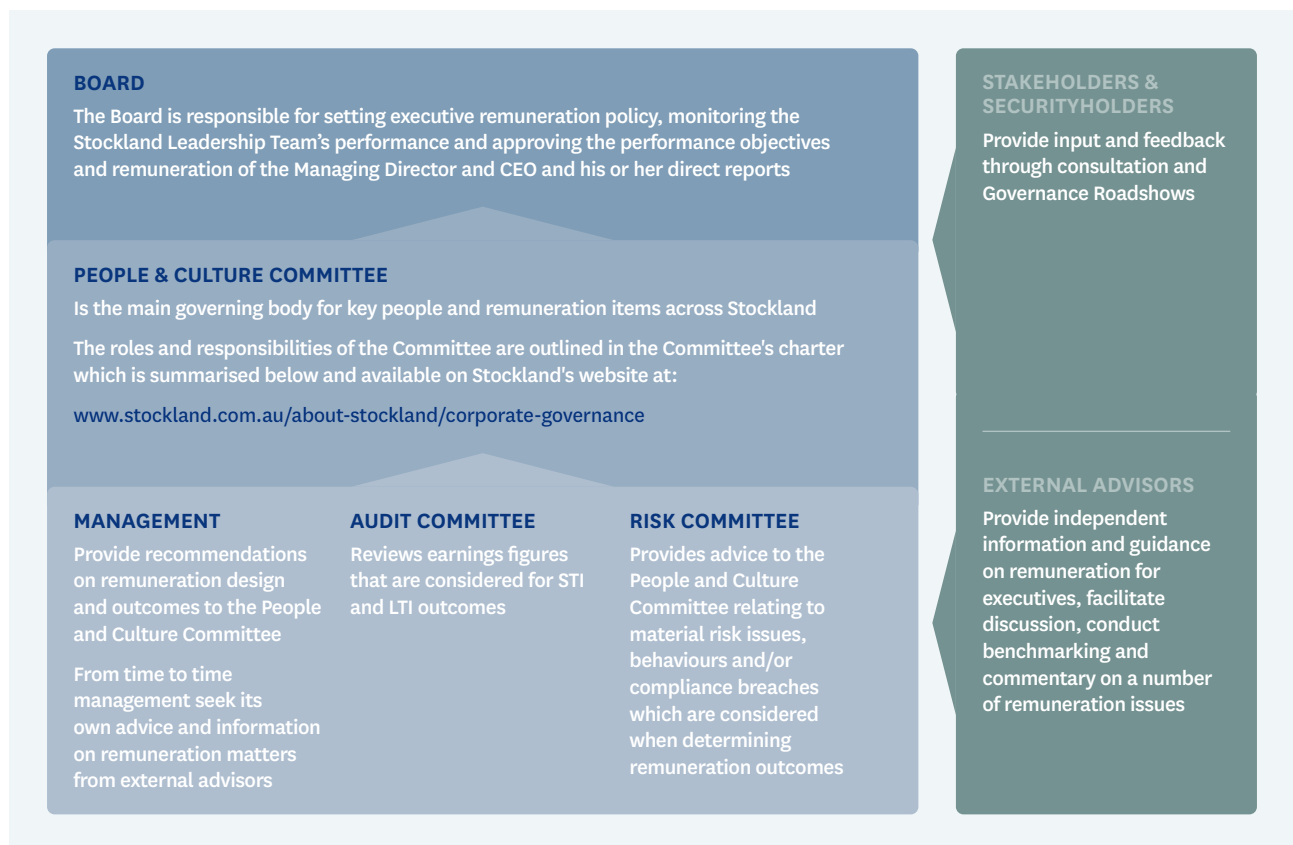 BOARD
The Board is responsible for setting executive remuneration policy, monitoring the
Stockland Leadership Team’s performance and approving the performance objectives
and remuneration of the Managing Director and CEO and his or her direct reports
PEOPLE & CULTURE COMMITTEE
Is the main governing body for key people and remuneration items across Stockland
The roles and responsibilities of the Committee are outlined in the Committee's charter
which is summarised below and available on Stockland's website at:
www.stockland.com.au/about-stockland/corporate-governance
MANAGEMENT
Provide recommendations
on remuneration design
and outcomes to the People
and Culture Committee
From time to time
management seek its
own advice and information
on remuneration matters
from external advisors
AUDIT COMMITTEE
Reviews earnings figures
that are considered for STI
and LTI outcomes
RISK COMMITTEE
Provides advice to the
People and Culture
Committee relating to
material risk issues,
behaviours and/or
compliance breaches
which are considered
when determining
remuneration outcomes
STAKEHOLDERS &
SECURITYHOLDERS
Provide input and feedback
through consultation and
Governance Roadshows
EXTERNAL ADVISORS
Provide independent
information and guidance
on remuneration for
executives, facilitate
discussion, conduct
benchmarking and
commentary on a number
of remuneration issues